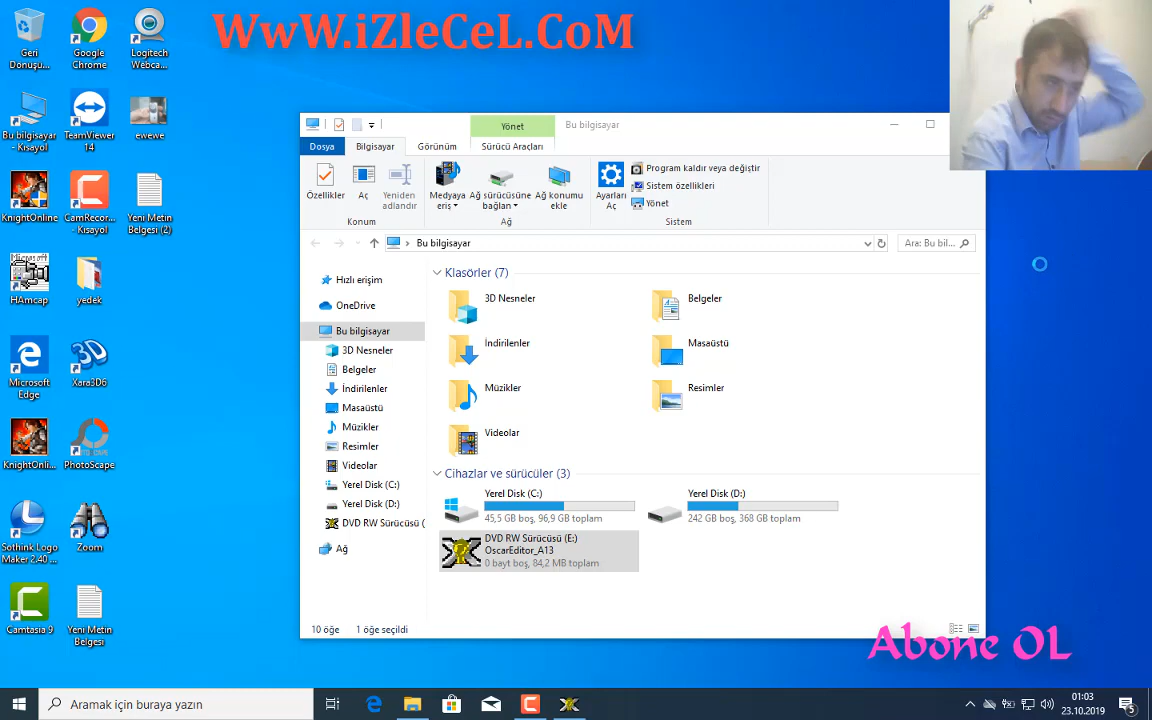 WwW.iZleCeL.CoM
Geri
Dönüşü...
Google
Chrome
Logitech
Webca...
Bu bilgisayar
- Kısayol
TeamViewer
14
ewewe
KnightOnline
CamRecor...
- Kısayol
Yeni Metin
Belgesi (2)
HAmcap
yedek
Microsoft
Edge
Xara3D6
KnightOnli...
PhotoScape
Sothink Logo
Maker 2.40 ...
Zoom
Camtasia 9
Yeni Metin
Belgesi
Yönet
Bu bilgisayar
Dosya
Bilgisayar
Görünüm
Sürücü Araçları
Özellikler
Aç
Yeniden
adlandır
Medyaya
eriş
Ağ sürücüsüne
bağlan
Ağ konumu
ekle
Ayarları
Aç
Program kaldır veya değiştir
Sistem özellikleri
Yönet
Konum
Ağ
Sistem
Bu bilgisayar
Ara: Bu bil...
Hızlı erişim
OneDrive
Bu bilgisayar
3D Nesneler
Belgeler
İndirilenler
Masaüstü
Müzikler
Resimler
Videolar
Yerel Disk (C:)
Yerel Disk (D:)
DVD RW Sürücüsü (
Ağ
Klasörler (7)
3D Nesneler
Belgeler
İndirilenler
Masaüstü
Müzikler
Resimler
Videolar
Cihazlar ve sürücüler (3)
Yerel Disk (C:)
45,5 GB boş, 96,9 GB toplam
Yerel Disk (D:)
242 GB boş, 368 GB toplam
DVD RW Sürücüsü (E:)
OscarEditor_A13
0 bayt boş, 84,2 MB toplam
10 öğe
1 öğe seçildi
Abone OL
Aramak için buraya yazın
01:03
23.10.2019
5